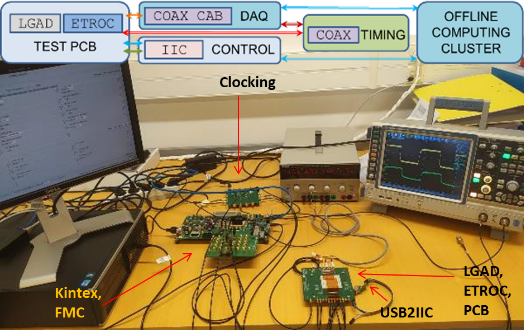 LGAD ETROC
TEST PCB
COAX CAB DAQ
IIC CONTROL
COAX TIMING
OFFLINE
COMPUTING
CLUSTER
Clocking
Kintex,
FMC
USB2IIC
LGAD,
ETROC,
PCB